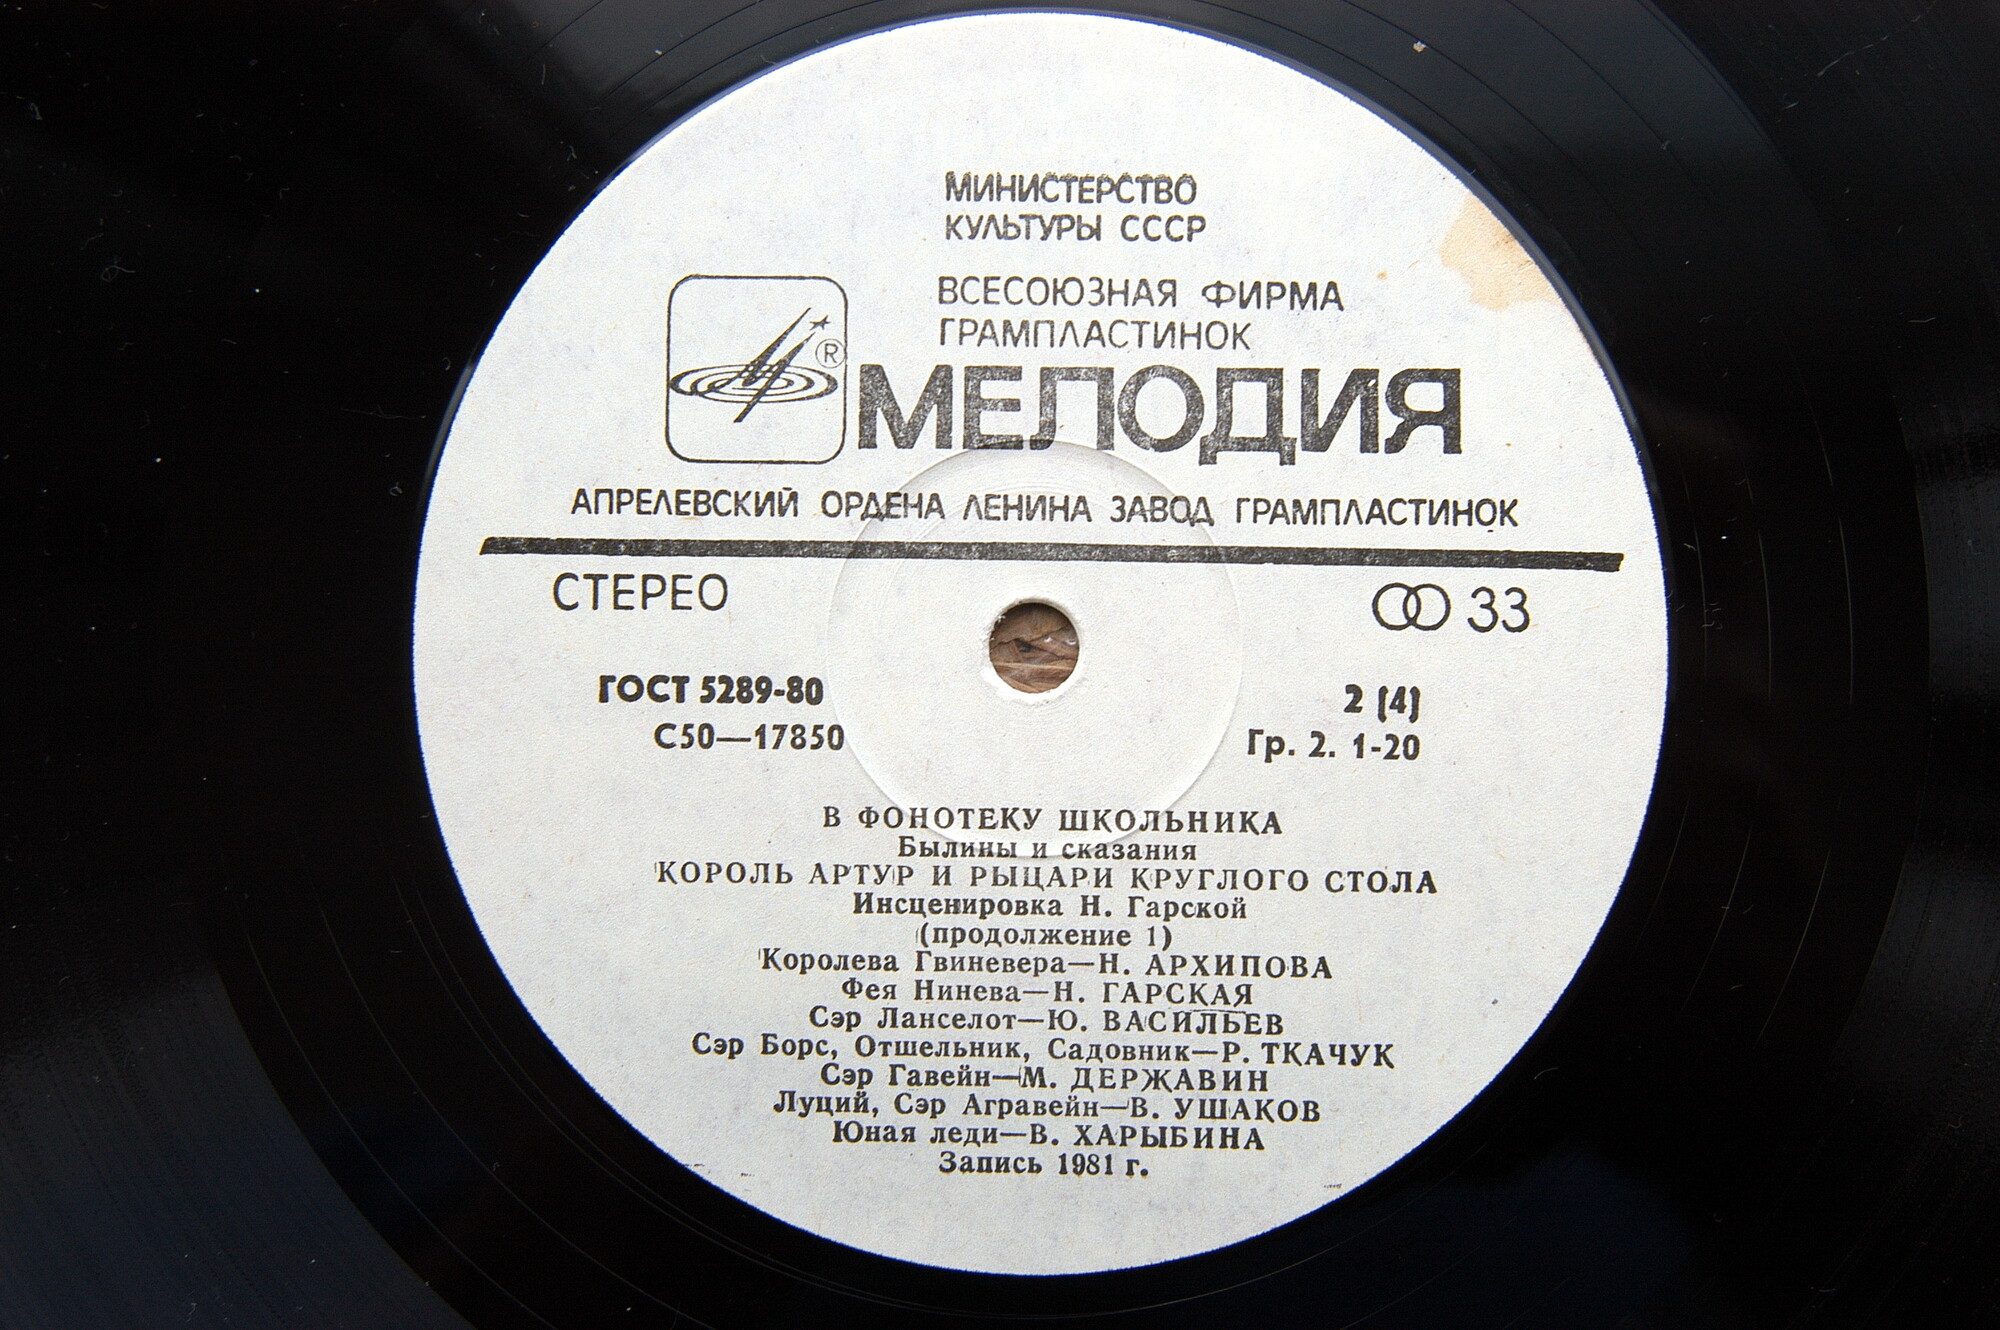 МИНИСТЕРСТВО
КУЛЬТУРЫ СССР
ВСЕСОЮЗНАЯ ФИРМА
ГРАМПЛАСТИНОК
®
МЕЛОДИЯ
АПРЕЛЕВСКИЙ ОРДЕНА ЛЕНИНА ЗАВОД ГРАМПЛАСТИНОК
СТЕРЕО 33
ГОСТ 5289-80 2 (4)
С50—17850 Гр. 2. 1-20
В ФОНОТЕКУ ШКОЛЬНИКА
Былины и сказания
КОРОЛЬ АРТУР И РЫЦАРИ КРУГЛОГО СТОЛА
Инсценировка Н. Гарской
(продолжение 1)
Королева Гвиневера—Н. АРХИПОВА
Фея Нинева—Н. ГАРСКАЯ
Сэр Ланселот—Ю. ВАСИЛЬЕВ
Сэр Борс, Отшельник, Садовник—Р. ТКАЧУК
Сэр Гавейн—М. ДЕРЖАВИН
Луций, Сэр Агравейн—В. УШАКОВ
Юная леди—В. ХАРЫБИНА
Запись 1981 г.